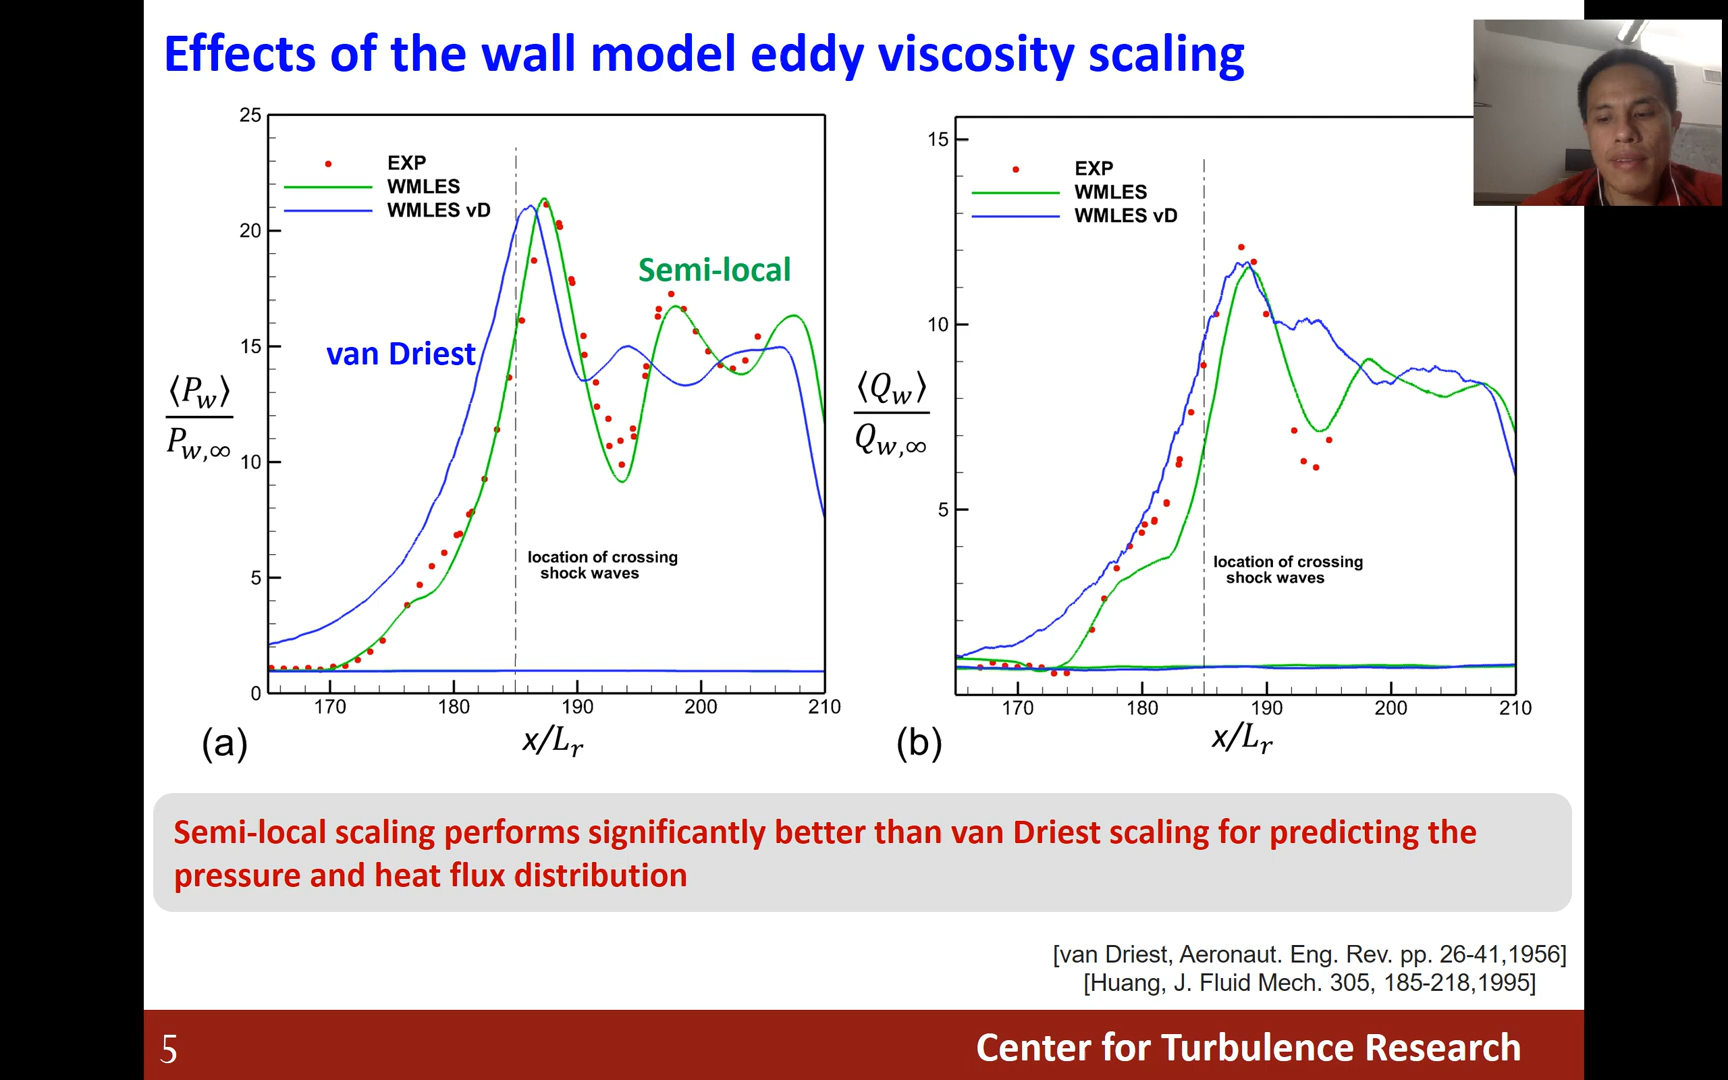 Effects of the wall model eddy viscosity scaling
25
20
15
10
5
0
170
180
190
200
210
EXP
WMLES
WMLES vD
Semi-local
van Driest
location of crossing
shock waves
⟨P_w⟩
P_{w,∞}
(a)
x/L_r
15
10
5
170
180
190
200
210
EXP
WMLES
WMLES vD
location of crossing
shock waves
⟨Q_w⟩
Q_{w,∞}
(b)
x/L_r
Semi-local scaling performs significantly better than van Driest scaling for predicting the
pressure and heat flux distribution
[van Driest, Aeronaut. Eng. Rev. pp. 26-41,1956]
[Huang, J. Fluid Mech. 305, 185-218,1995]
5
Center for Turbulence Research